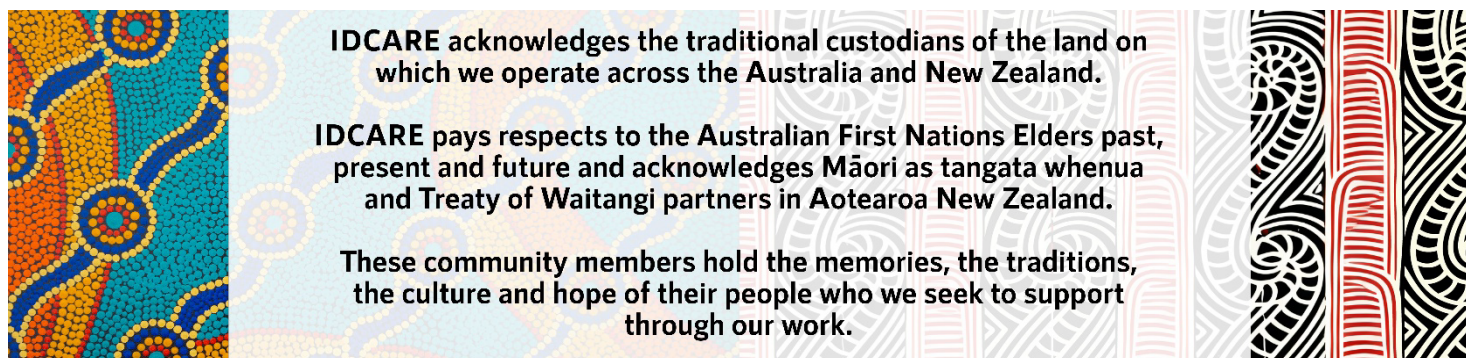 IDCARE acknowledges the traditional custodians of the land on
which we operate across the Australia and New Zealand.
IDCARE pays respects to the Australian First Nations Elders past,
present and future and acknowledges Māori as tangata whenua
and Treaty of Waitangi partners in Aotearoa New Zealand.
These community members hold the memories, the traditions,
the culture and hope of their people who we seek to support
through our work.